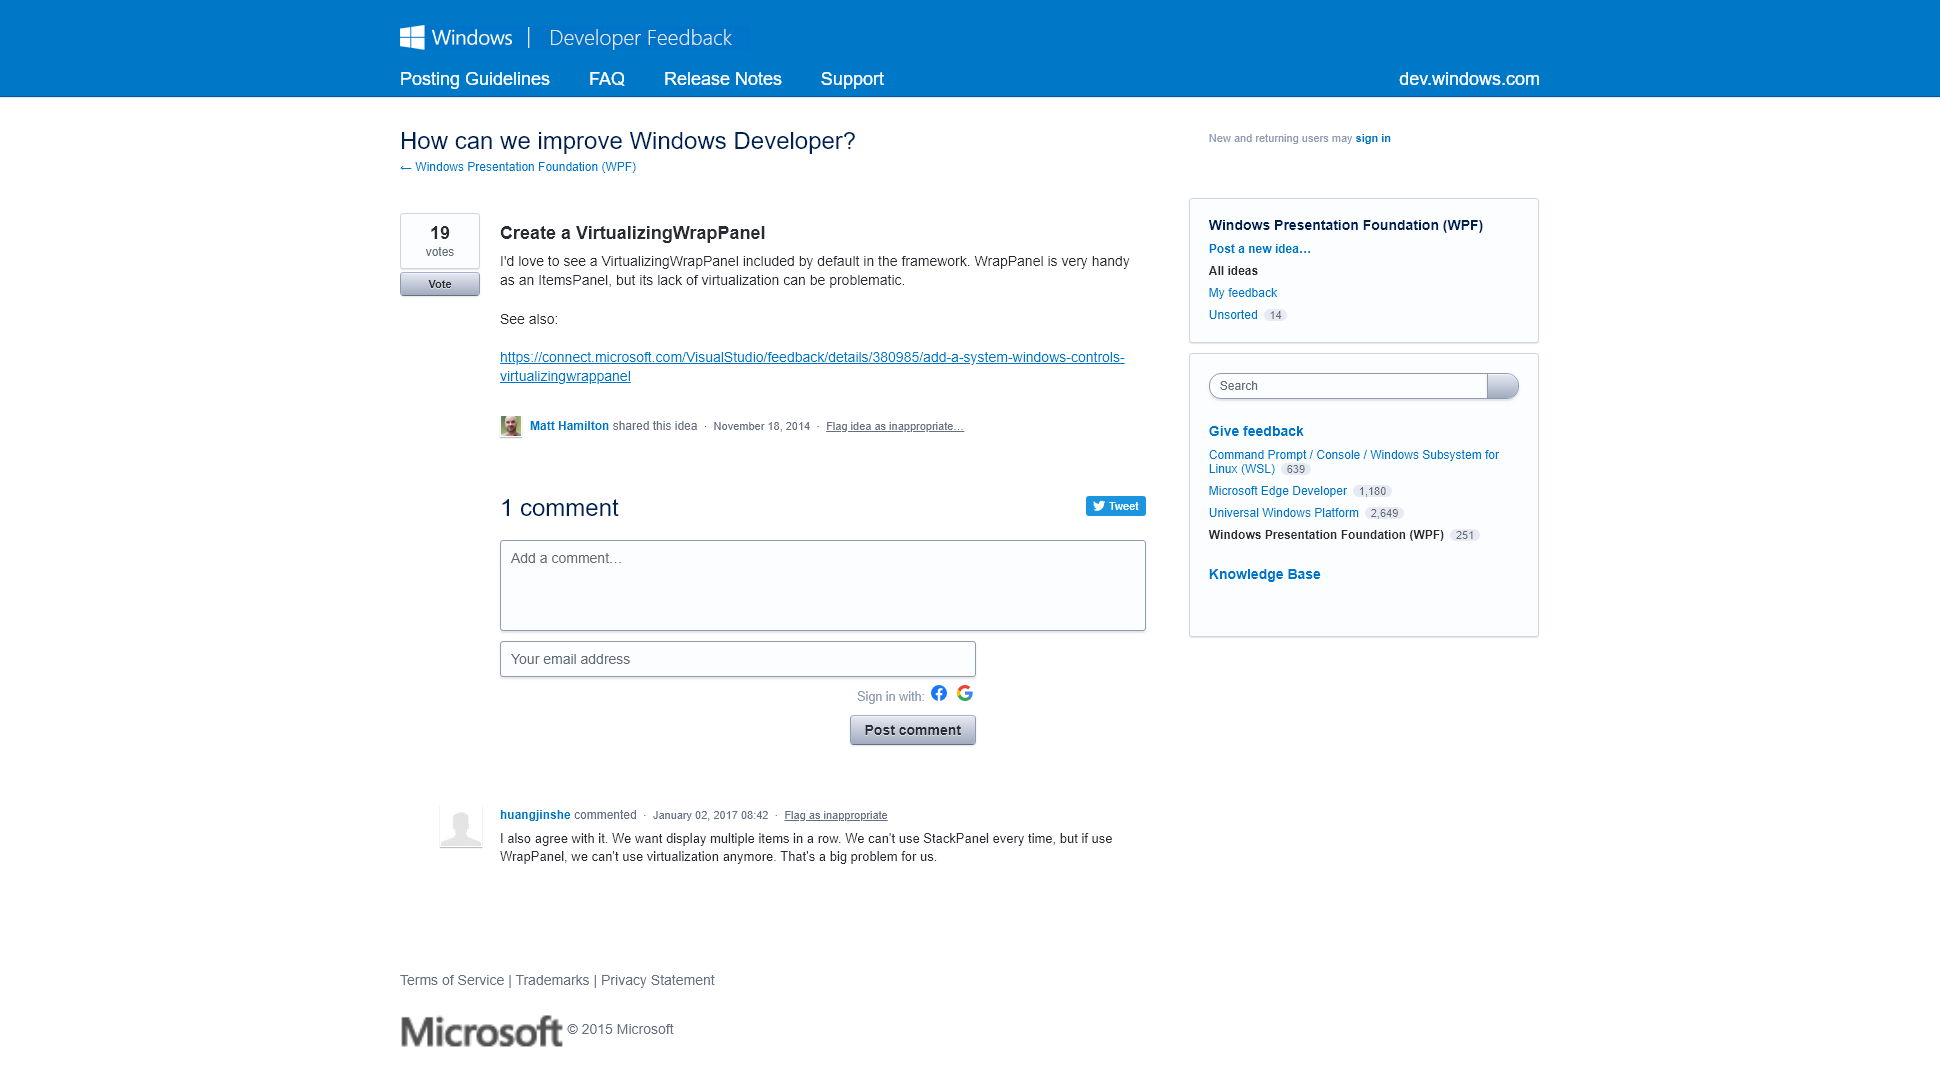 Windows | Developer Feedback
Posting Guidelines FAQ Release Notes Support dev.windows.com
How can we improve Windows Developer?
← Windows Presentation Foundation (WPF)
New and returning users may sign in
19
votes
Vote
Create a VirtualizingWrapPanel
I'd love to see a VirtualizingWrapPanel included by default in the framework. WrapPanel is very handy
as an ItemsPanel, but its lack of virtualization can be problematic.
See also:
https://connect.microsoft.com/VisualStudio/feedback/details/380985/add-a-system-windows-controls-
virtualizingwrappanel
Matt Hamilton shared this idea · November 18, 2014 · Flag idea as inappropriate…
1 comment
Tweet
Add a comment…
Your email address
Sign in with:
Post comment
huangjinshe commented · January 02, 2017 08:42 · Flag as inappropriate
I also agree with it. We want display multiple items in a row. We can't use StackPanel every time, but if use
WrapPanel, we can't use virtualization anymore. That's a big problem for us.
Windows Presentation Foundation (WPF)
Post a new idea…
All ideas
My feedback
Unsorted 14
Search
Give feedback
Command Prompt / Console / Windows Subsystem for
Linux (WSL) 639
Microsoft Edge Developer 1,180
Universal Windows Platform 2,649
Windows Presentation Foundation (WPF) 251
Knowledge Base
Terms of Service | Trademarks | Privacy Statement
Microsoft © 2015 Microsoft